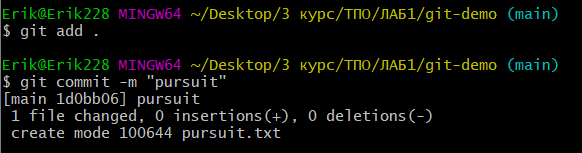 Erik@Erik228 MINGW64 ~/Desktop/3 курс/ТПО/ЛАБ1/git-demo (main)
$ git add .
Erik@Erik228 MINGW64 ~/Desktop/3 курс/ТПО/ЛАБ1/git-demo (main)
$ git commit -m "pursuit"
[main 1d0bb06] pursuit
 1 file changed, 0 insertions(+), 0 deletions(-)
 create mode 100644 pursuit.txt